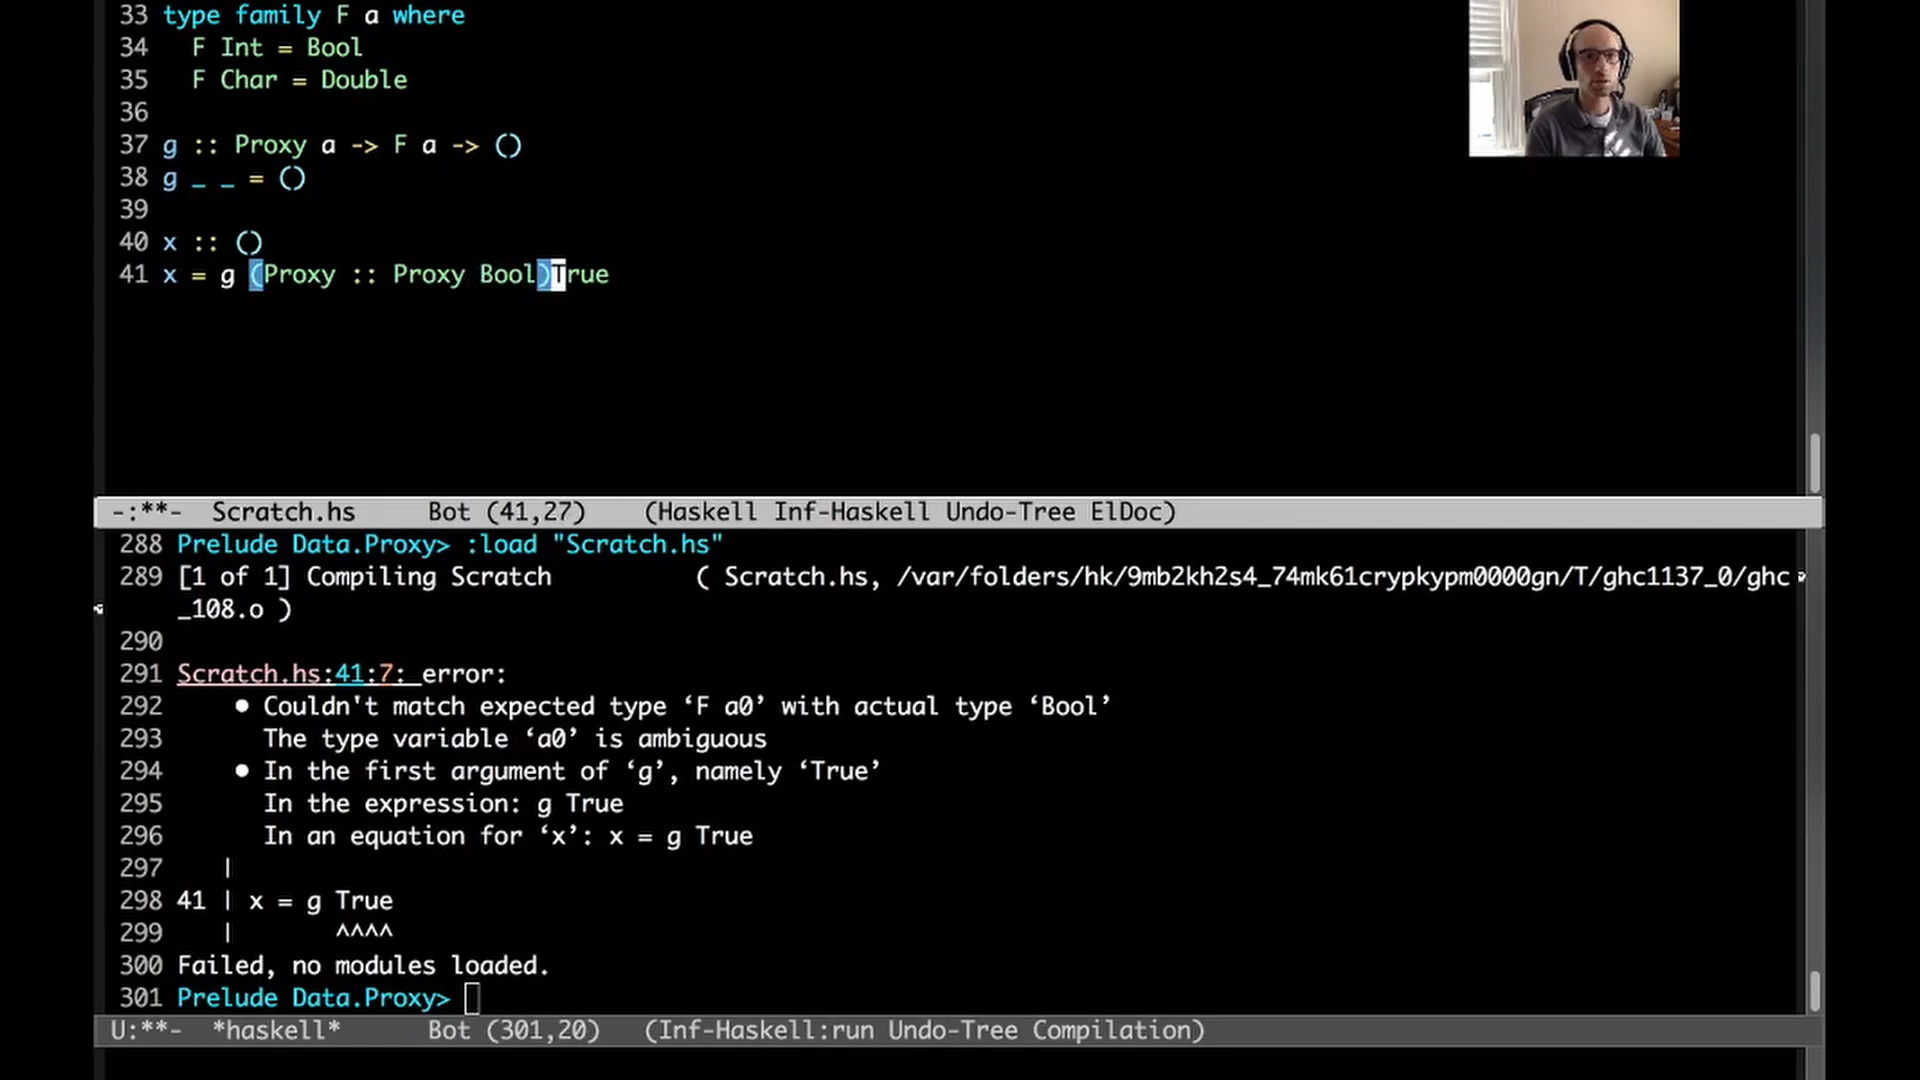 33 type family F a where
34   F Int = Bool
35   F Char = Double
36
37 g :: Proxy a -> F a -> ()
38 g _ _ = ()
39
40 x :: ()
41 x = g (Proxy :: Proxy Bool)True
-:**-  Scratch.hs     Bot (41,27)    (Haskell Inf-Haskell Undo-Tree ElDoc)
288 Prelude Data.Proxy> :load "Scratch.hs"
289 [1 of 1] Compiling Scratch          ( Scratch.hs, /var/folders/hk/9mb2kh2s4_74mk61crypkypm0000gn/T/ghc1137_0/ghc
_108.o )
290
291 Scratch.hs:41:7: error:
292     • Couldn't match expected type ‘F a0’ with actual type ‘Bool’
293       The type variable ‘a0’ is ambiguous
294     • In the first argument of ‘g’, namely ‘True’
295       In the expression: g True
296       In an equation for ‘x’: x = g True
297    |
298 41 | x = g True
299    |       ^^^^
300 Failed, no modules loaded.
301 Prelude Data.Proxy>
U:**-  *haskell*      Bot (301,20)   (Inf-Haskell:run Undo-Tree Compilation)